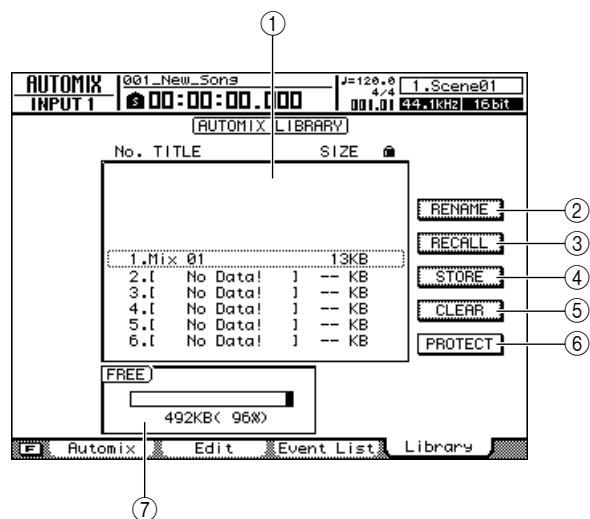 ①
AUTOMIX
INPUT 1
001_New_Song
S 00:00:00.000
♩=120.0
4/4
001.01
1.Scene01
44.1kHz 16bit
AUTOMIX LIBRARY
No. TITLE SIZE
1.Mix 01 13KB
2.[ No Data! ] -- KB
3.[ No Data! ] -- KB
4.[ No Data! ] -- KB
5.[ No Data! ] -- KB
6.[ No Data! ] -- KB
RENAME ②
RECALL ③
STORE ④
CLEAR ⑤
PROTECT ⑥
FREE
492KB( 96%)
F Automix Edit Event List Library
⑦